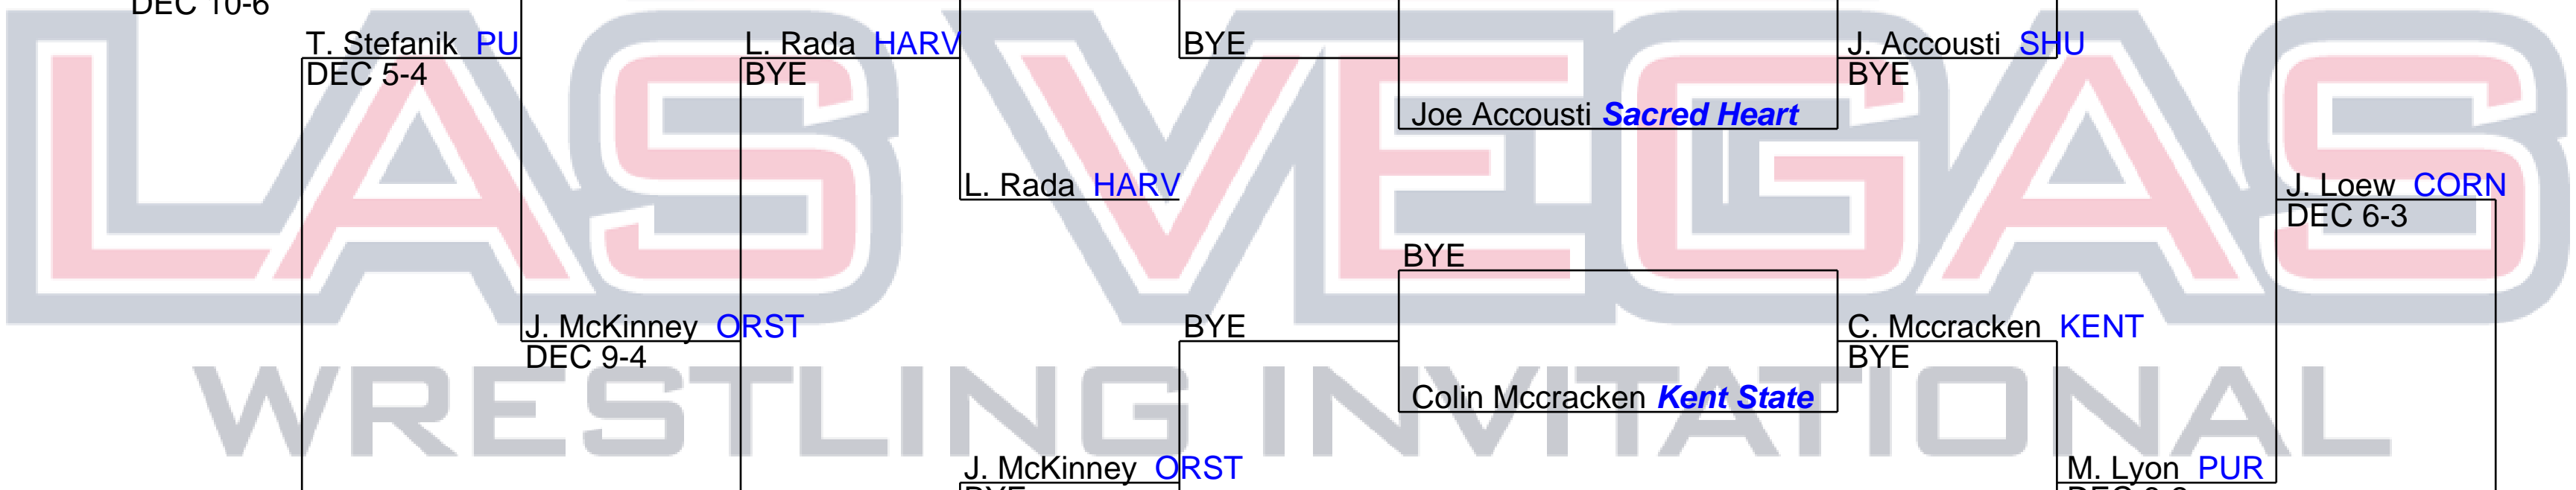 DEC 10-6
T. Stefanik PU
DEC 5-4
L. Rada HARV
BYE
BYE
J. Accousti SHU
BYE
Joe Accousti Sacred Heart
L. Rada HARV
J. Loew CORN
DEC 6-3
BYE
J. McKinney ORST
DEC 9-4
BYE
C. Mccracken KENT
BYE
Colin Mccracken Kent State
J. McKinney ORST
BYE
M. Lyon PUR
LAS VEGAS
WRESTLING INVITATIONAL